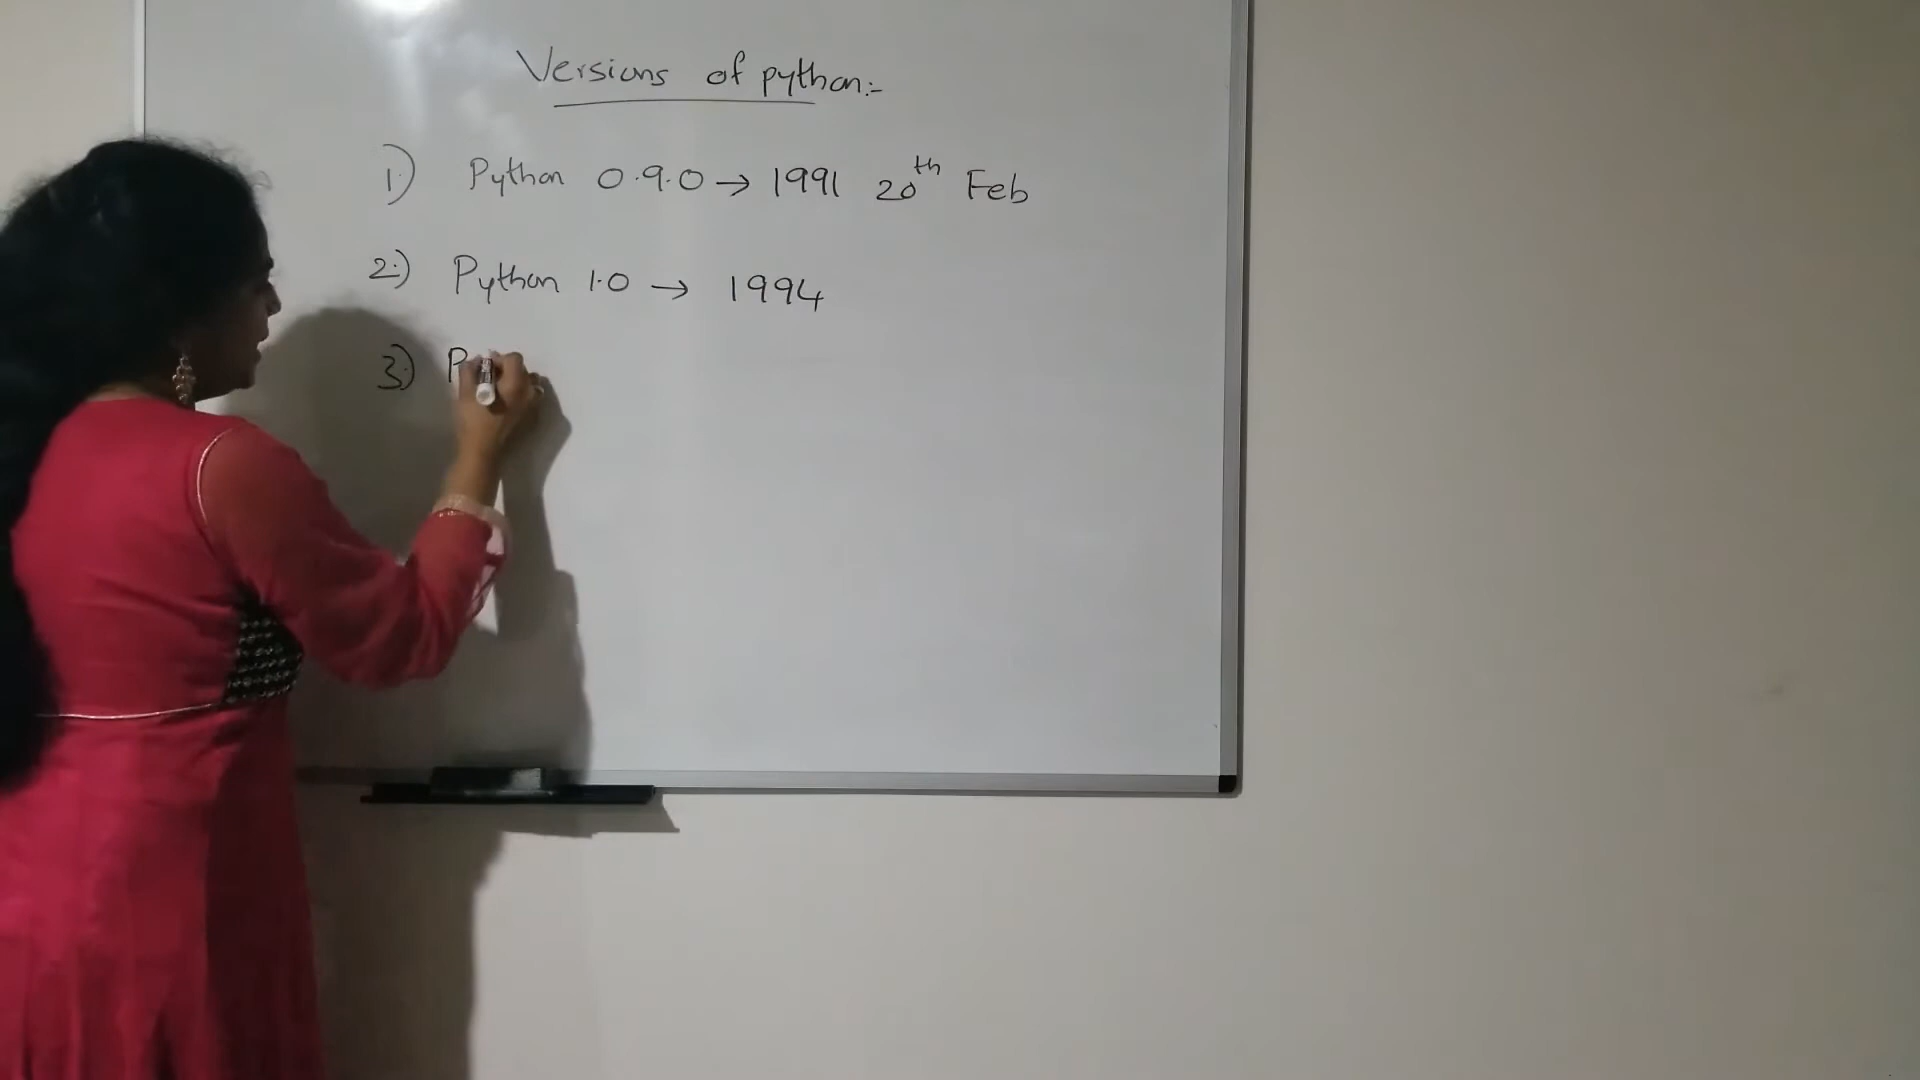 Versions of python:-
1) Python 0.9.0 → 1991 20th Feb
2.) Python 1.0 → 1994
3.) P